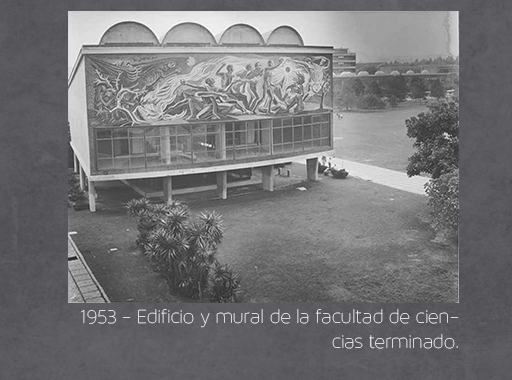 1953 - Edificio y mural de la facultad de cien-
cias terminado.